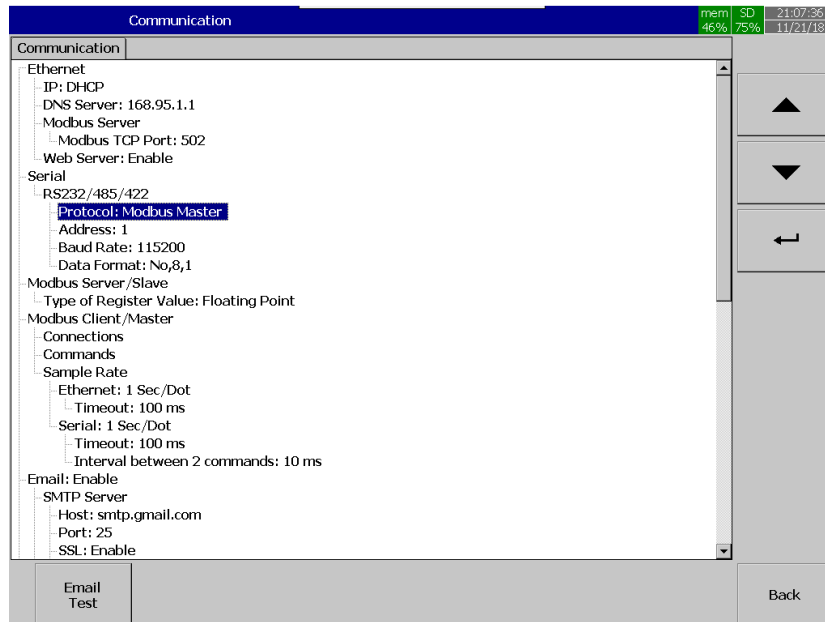 Communication
mem SD 21:07:36
46% 75% 11/21/18
Communication
Ethernet
IP: DHCP
DNS Server: 168.95.1.1
Modbus Server
Modbus TCP Port: 502
Web Server: Enable
Serial
RS232/485/422
Protocol: Modbus Master
Address: 1
Baud Rate: 115200
Data Format: No,8,1
Modbus Server/Slave
Type of Register Value: Floating Point
Modbus Client/Master
Connections
Commands
Sample Rate
Ethernet: 1 Sec/Dot
Timeout: 100 ms
Serial: 1 Sec/Dot
Timeout: 100 ms
Interval between 2 commands: 10 ms
Email: Enable
SMTP Server
Host: smtp.gmail.com
Port: 25
SSL: Enable
Email
Test
Back